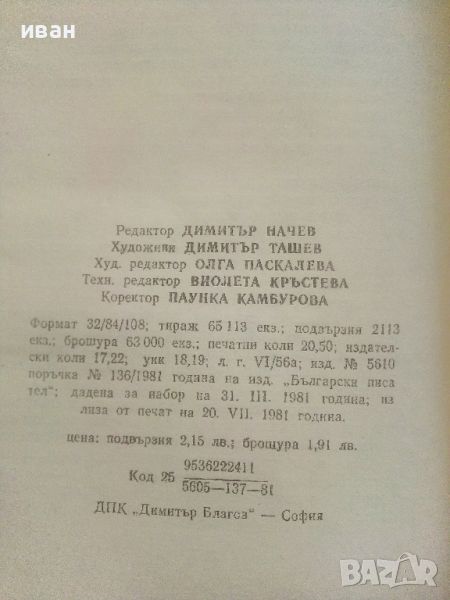 иван
Редактор ДИМИТЪР НАЧЕВ
Художник ДИМИТЪР ТАШЕВ
Худ. редактор ОЛГА ПАСКАЛЕВА
Техн. редактор ВИОЛЕТА КРЪСТЕВА
Коректор ПАУНКА КАМБУРОВА
Формат 32/84/108; тираж 65 113 екз.; подвързия 2113
екз.; брошура 63 000 екз.; печатни коли 20,50; издател-
ски коли 17,22; уик 18,19; л. г. VI/56а; изд. № 5610
поръчка № 136/1981 година на изд. „Български писа
тел“; дадена за набор на 31. III. 1981 година; из
лиза от печат на 20. VII. 1981 година.
цена: подвързия 2,15 лв.; брошура 1,91 лв.
Код 25 9536222411
5605—137—81
ДПК „Димитър Благоев“ — София
BAZAR